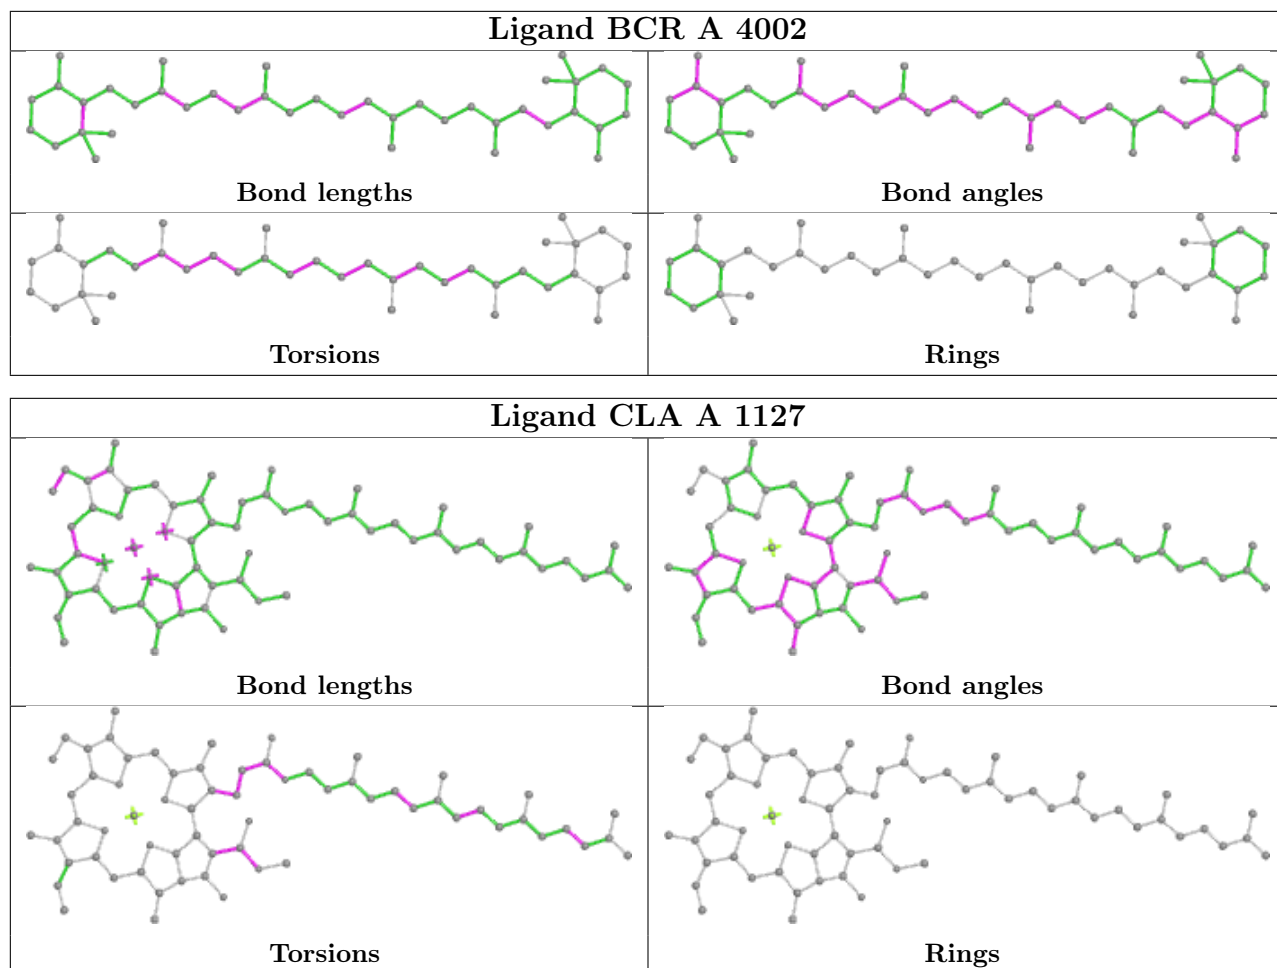 Ligand BCR A 4002
Bond lengths
Bond angles
Torsions
Rings
Ligand CLA A 1127
Bond lengths
Bond angles
Torsions
Rings